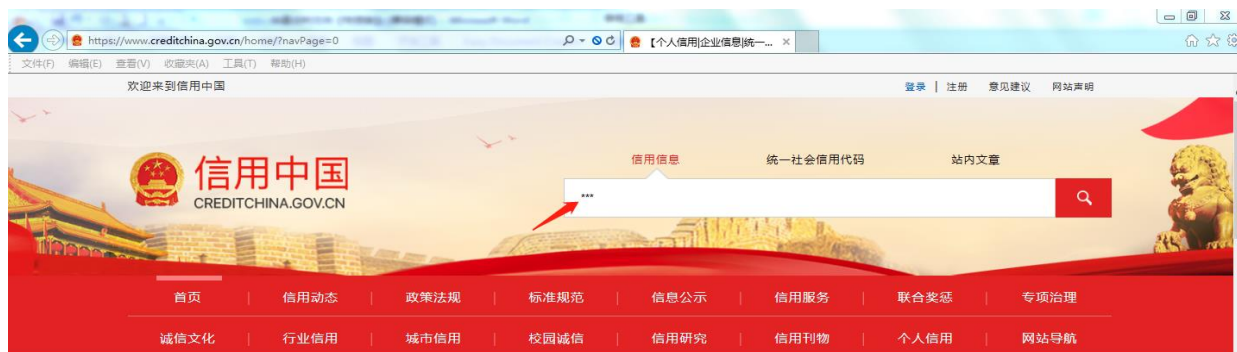 https://www.creditchina.gov.cn/home/?navPage=0
【个人信用|企业信息|统一...
文件(F) 编辑(E) 查看(V) 收藏夹(A) 工具(T) 帮助(H)
欢迎来到信用中国
登录 | 注册 意见建议 网站声明
信用信息 统一社会信用代码 站内文章
信用中国
***
CREDITCHINA.GOV.CN
首页 | 信用动态 | 政策法规 | 标准规范 | 信息公示 | 信用服务 | 联合奖惩 | 专项治理
诚信文化 | 行业信用 | 城市信用 | 校园诚信 | 信用研究 | 信用刊物 | 个人信用 | 网站导航